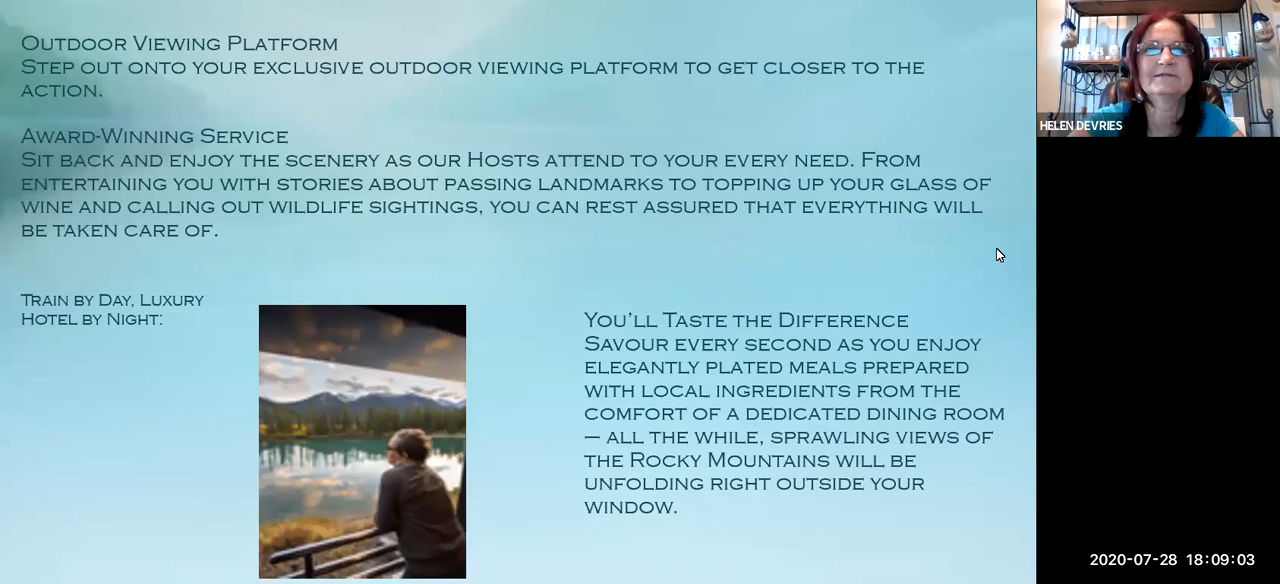 Outdoor Viewing Platform
Step out onto your exclusive outdoor viewing platform to get closer to the
action.
Award-Winning Service
Sit back and enjoy the scenery as our Hosts attend to your every need. From
entertaining you with stories about passing landmarks to topping up your glass of
wine and calling out wildlife sightings, you can rest assured that everything will
be taken care of.
Train by Day, Luxury
Hotel by Night:
You’ll Taste the Difference
Savour every second as you enjoy
elegantly plated meals prepared
with local ingredients from the
comfort of a dedicated dining room
– all the while, sprawling views of
the Rocky Mountains will be
unfolding right outside your
window.
HELEN DEVRIES
2020-07-28 18:09:03